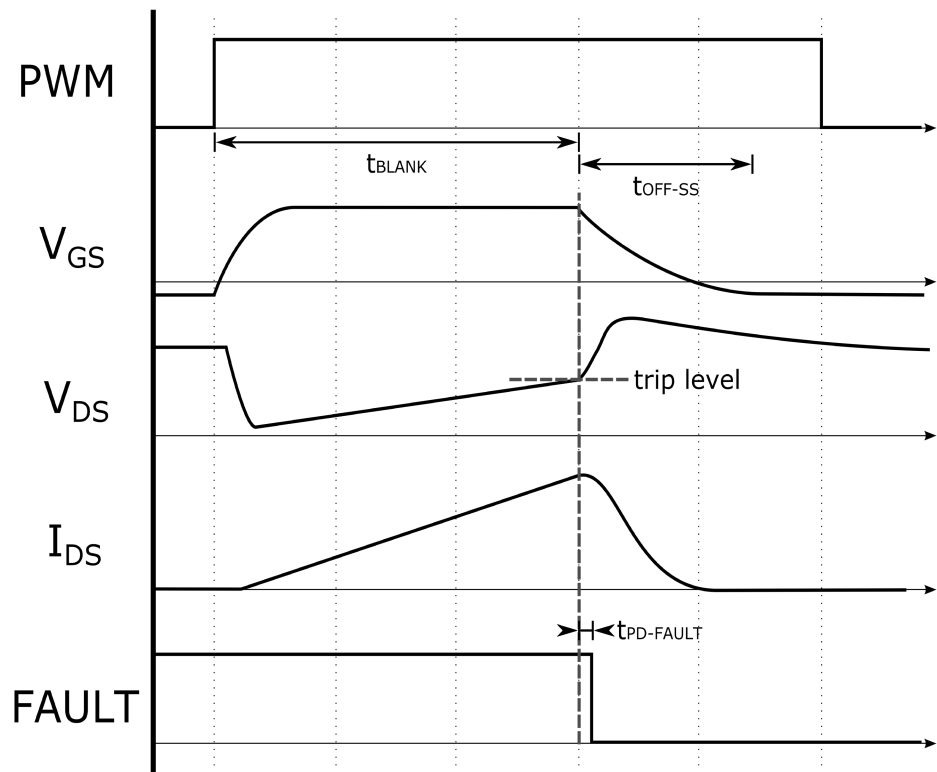 PWM
tBLANK
tOFF-SS
VGS
trip level
VDS
IDS
tPD-FAULT
FAULT